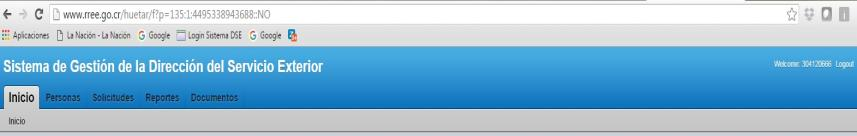 www.rree.go.cr/huetar/f?p=135:1:4495338943688::NO
Aplicaciones La Nación - La Nación Google Login Sistema DSE Google
Sistema de Gestión de la Dirección del Servicio Exterior
Welcome: 304120666 Logout
Inicio Personas Solicitudes Reportes Documentos
Inicio